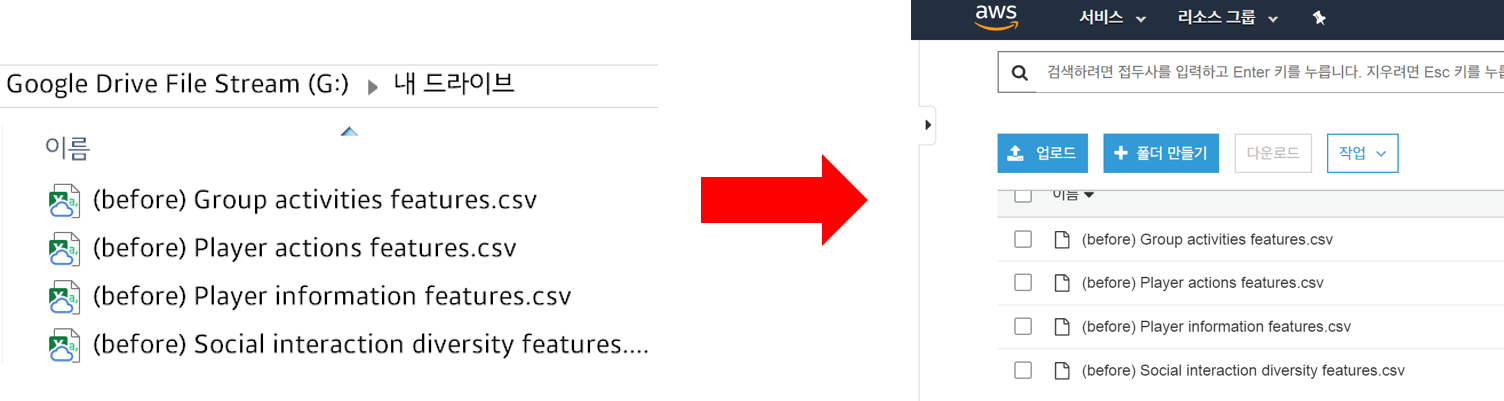 Google Drive File Stream (G:) ▶ 내 드라이브
이름
(before) Group activities features.csv
(before) Player actions features.csv
(before) Player information features.csv
(before) Social interaction diversity features....
aws 서비스 리소스 그룹
검색하려면 접두사를 입력하고 Enter 키를 누릅니다. 지우려면 Esc 키를
업로드 + 폴더 만들기 다운로드 작업
이름
(before) Group activities features.csv
(before) Player actions features.csv
(before) Player information features.csv
(before) Social interaction diversity features.csv